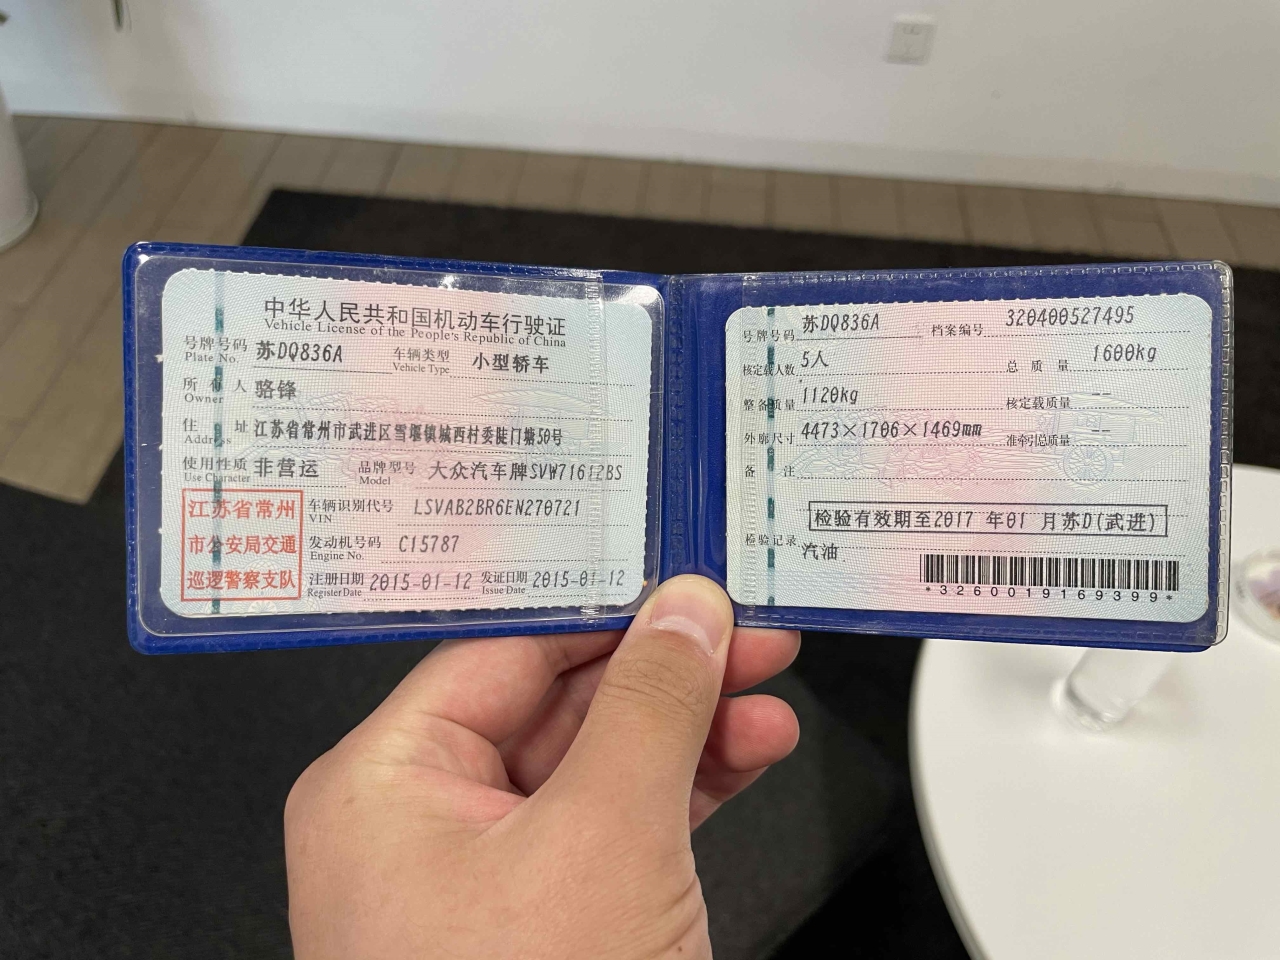 中华人民共和国机动车行驶证
Vehicle License of the People's Republic of China
号牌号码 苏DQ836A 车辆类型 小型轿车
Plate No. Vehicle Type
所有人 骆锋
Owner
住址 江苏省常州市武进区雪堰镇城西村委陡门塘50号
Address
使用性质 非营运 品牌型号 大众汽车牌SVW71612BS
Use Character Model
江苏省常州
市公安局交通
巡逻警察支队
车辆识别代号 LSVAB2BR6EN270721
VIN
发动机号码 C15787
Engine No.
注册日期 2015-01-12 发证日期 2015-01-12
Register Date Issue Date
号牌号码 苏DQ836A 档案编号 320400527495
核定载人数 5人 总质量 1600kg
整备质量 1120kg 核定载质量 --
外廓尺寸 4473×1706×1469mm 准牵引总质量 --
备注
检验有效期至2017 年01 月苏D(武进)
检验记录
汽油
*3260019169399*